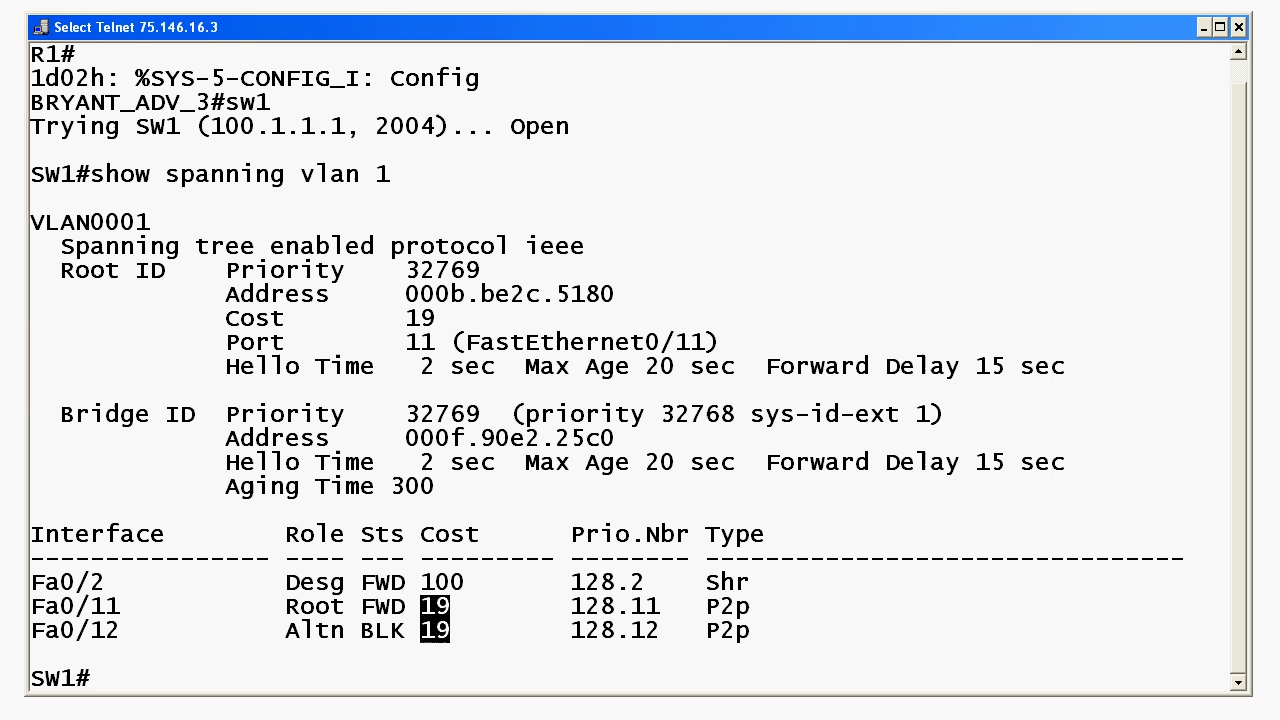 Select Telnet 75.146.16.3
R1#
1d02h: %SYS-5-CONFIG_I: Config
BRYANT_ADV_3#sw1
Trying SW1 (100.1.1.1, 2004)... Open
SW1#show spanning vlan 1
VLAN0001
  Spanning tree enabled protocol ieee
  Root ID    Priority    32769
             Address     000b.be2c.5180
             Cost        19
             Port        11 (FastEthernet0/11)
             Hello Time   2 sec  Max Age 20 sec  Forward Delay 15 sec
  Bridge ID  Priority    32769  (priority 32768 sys-id-ext 1)
             Address     000f.90e2.25c0
             Hello Time   2 sec  Max Age 20 sec  Forward Delay 15 sec
             Aging Time 300
Interface        Role Sts Cost      Prio.Nbr Type
---------------- ---- --- --------- -------- --------------------------------
Fa0/2            Desg FWD 100       128.2    Shr
Fa0/11           Root FWD 19        128.11   P2p
Fa0/12           Altn BLK 19        128.12   P2p
SW1#